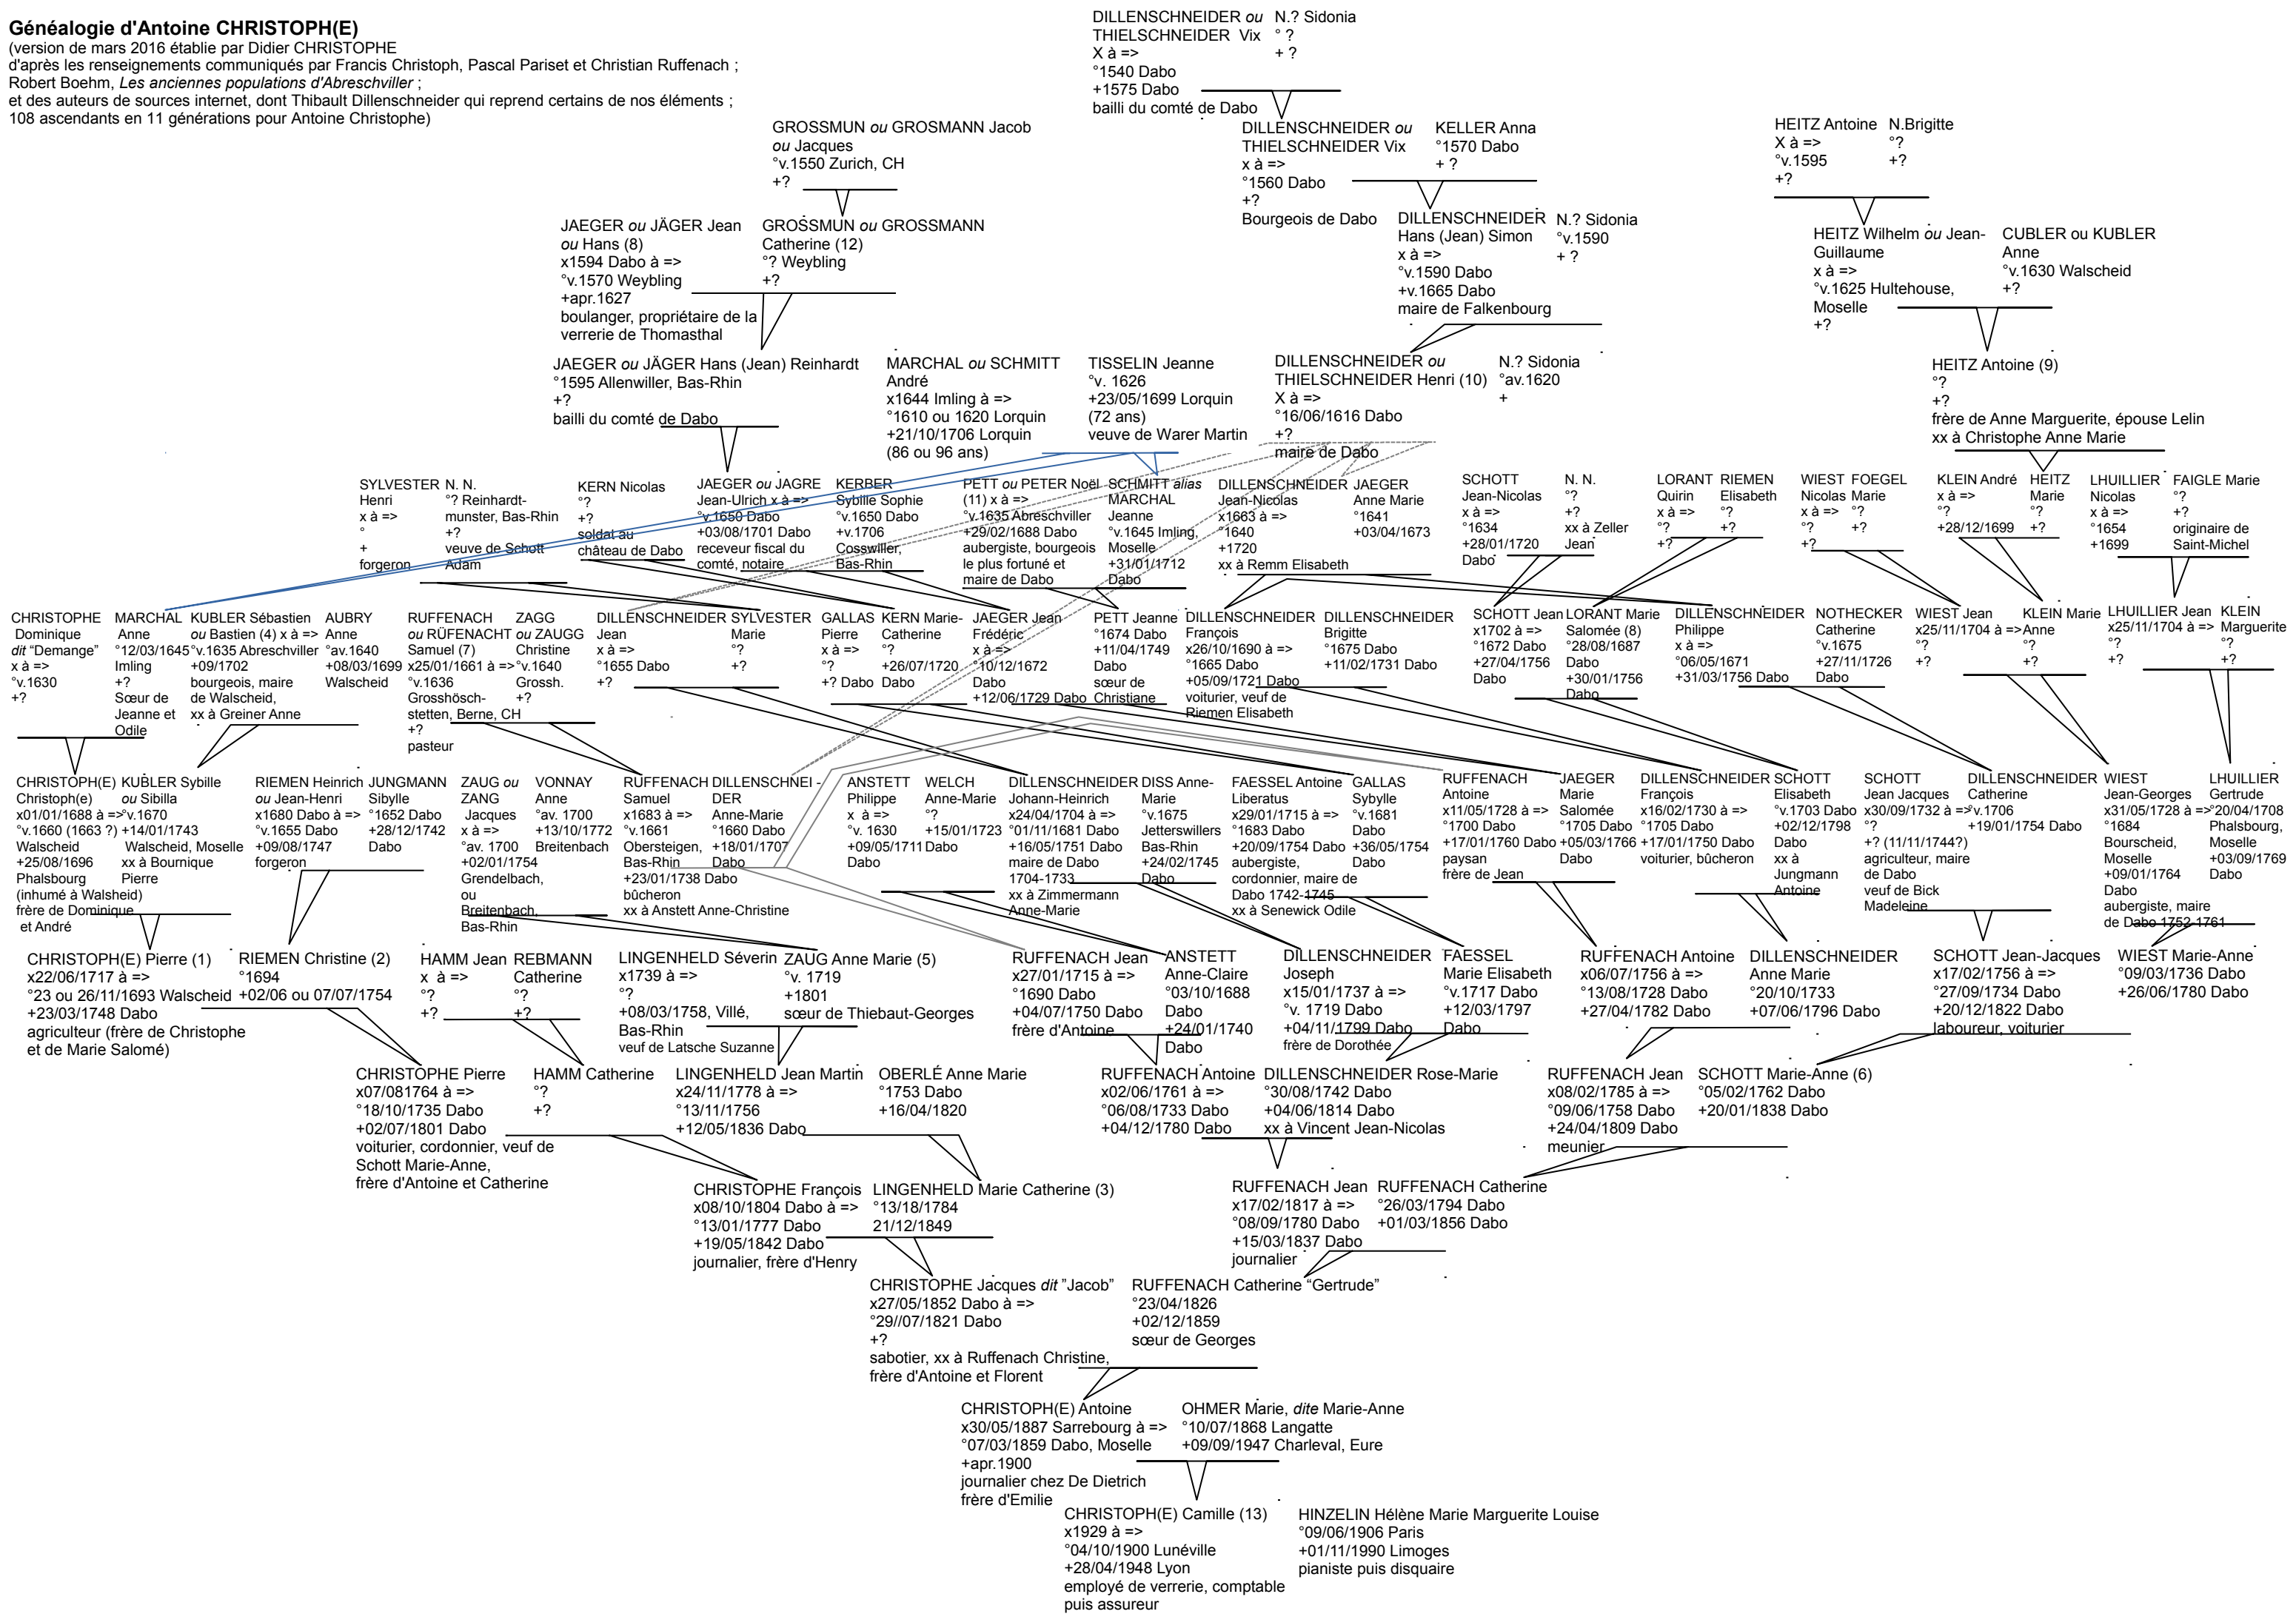 Généalogie d'Antoine CHRISTOPH(E)
(version de mars 2016 établie par Didier CHRISTOPHE
d'après les renseignements communiqués par Francis Christoph, Pascal Pariset et Christian Ruffenach ;
Robert Boehm, Les anciennes populations d'Abreschviller ;
et des auteurs de sources internet, dont Thibault Dillenschneider qui reprend certains de nos éléments ;
108 ascendants en 11 générations pour Antoine Christophe)
DILLENSCHNEIDER ou
THIELSCHNEIDER Vix
X à =>
°1540 Dabo
+1575 Dabo
bailli du comté de Dabo
N.? Sidonia
° ?
+ ?
GROSSMUN ou GROSMANN Jacob
ou Jacques
°v.1550 Zurich, CH
+?
DILLENSCHNEIDER ou
THIELSCHNEIDER Vix
x à =>
°1560 Dabo
+?
Bourgeois de Dabo
KELLER Anna
°1570 Dabo
+ ?
HEITZ Antoine
X à =>
°v.1595
+?
N.Brigitte
°?
+?
JAEGER ou JÄGER Jean
ou Hans (8)
x1594 Dabo à =>
°v.1570 Weybling
+apr.1627
boulanger, propriétaire de la
verrerie de Thomasthal
GROSSMUN ou GROSSMANN
Catherine (12)
°? Weybling
+?
DILLENSCHNEIDER
Hans (Jean) Simon
x à =>
°v.1590 Dabo
+v.1665 Dabo
maire de Falkenbourg
N.? Sidonia
°v.1590
+ ?
HEITZ Wilhelm ou Jean-
Guillaume
x à =>
°v.1625 Hultehouse,
Moselle
+?
CUBLER ou KUBLER
Anne
°v.1630 Walscheid
+?
JAEGER ou JÄGER Hans (Jean) Reinhardt
°1595 Allenwiller, Bas-Rhin
+?
bailli du comté de Dabo
MARCHAL ou SCHMITT
André
x1644 Imling à =>
°1610 ou 1620 Lorquin
+21/10/1706 Lorquin
(86 ou 96 ans)
TISSELIN Jeanne
°v. 1626
+23/05/1699 Lorquin
(72 ans)
veuve de Warer Martin
DILLENSCHNEIDER ou
THIELSCHNEIDER Henri (10)
X à =>
°16/06/1616 Dabo
+?
maire de Dabo
N.? Sidonia
°av.1620
+
HEITZ Antoine (9)
°?
+?
frère de Anne Marguerite, épouse Lelin
xx à Christophe Anne Marie
SYLVESTER
Henri
x à =>
°
+
forgeron
N. N.
°? Reinhardt-
munster, Bas-Rhin
+?
veuve de Schott
Adam
KERN Nicolas
°?
+?
soldat au
château de Dabo
JAEGER ou JAGRE
Jean-Ulrich x à =>
°v.1650 Dabo
+03/08/1701 Dabo
receveur fiscal du
comté, notaire
KERBER
Sybille Sophie
°v.1650 Dabo
+v.1706
Cosswiller,
Bas-Rhin
PETT ou PETER Noël
(11) x à =>
°v.1635 Abreschviller
+29/02/1688 Dabo
aubergiste, bourgeois
le plus fortuné et
maire de Dabo
SCHMITT alias
MARCHAL
Jeanne
°v.1645 Imling,
Moselle
+31/01/1712
Dabo
DILLENSCHNEIDER
Jean-Nicolas
x1663 à =>
°1640
+1720
xx à Remm Elisabeth
JAEGER
Anne Marie
°1641
+03/04/1673
SCHOTT
Jean-Nicolas
x à =>
°1634
+28/01/1720
Dabo
N. N.
°?
+?
xx à Zeller
Jean
LORANT
Quirin
x à =>
°?
+?
RIEMEN
Elisabeth
°?
+?
WIEST
Nicolas
x à =>
°?
+?
FOEGEL
Marie
°?
+?
KLEIN André
x à =>
°?
+28/12/1699
HEITZ
Marie
°?
+?
LHUILLIER
Nicolas
x à =>
°1654
+1699
FAIGLE Marie
°?
+?
originaire de
Saint-Michel
CHRISTOPHE
Dominique
dit “Demange”
x à =>
°v.1630
+?
MARCHAL
Anne
°12/03/1645
Imling
+?
Sœur de
Jeanne et
Odile
KUBLER Sébastien
ou Bastien (4) x à =>
°v.1635 Abreschviller
+09/1702
bourgeois, maire
de Walscheid,
xx à Greiner Anne
AUBRY
Anne
°av.1640
+08/03/1699
Walscheid
RUFFENACH
ou RÜFENACHT
Samuel (7)
x25/01/1661 à =>
°v.1636
Grosshösch-
stetten, Berne, CH
+?
pasteur
ZAGG
ou ZAUGG
Christine
°v.1640
Grossh.
+?
DILLENSCHNEIDER
Jean
x à =>
°1655 Dabo
+?
SYLVESTER
Marie
°?
+?
GALLAS
Pierre
x à =>
°?
+? Dabo
KERN Marie-
Catherine
°?
+26/07/1720
Dabo
JAEGER Jean
Frédéric
x à =>
°10/12/1672
Dabo
+12/06/1729 Dabo
PETT Jeanne
°1674 Dabo
+11/04/1749
Dabo
sœur de
Christiane
DILLENSCHNEIDER
François
x26/10/1690 à =>
°1665 Dabo
+05/09/1721 Dabo
voiturier, veuf de
Riemen Elisabeth
DILLENSCHNEIDER
Brigitte
°1675 Dabo
+11/02/1731 Dabo
SCHOTT Jean
x1702 à =>
°1672 Dabo
+27/04/1756
Dabo
LORANT Marie
Salomée (8)
°28/08/1687
Dabo
+30/01/1756
Dabo
DILLENSCHNEIDER
Philippe
x à =>
°06/05/1671
+31/03/1756 Dabo
NOTHECKER
Catherine
°v.1675
+27/11/1726
Dabo
WIEST Jean
x25/11/1704 à =>
°?
+?
KLEIN Marie
Anne
°?
+?
LHUILLIER Jean
x25/11/1704 à =>
°?
+?
KLEIN
Marguerite
°?
+?
CHRISTOPH(E)
Christoph(e)
x01/01/1688 à =>
°v.1660 (1663 ?)
Walscheid
+25/08/1696
Phalsbourg
(inhumé à Walsheid)
frère de Dominique
et André
KUBLER Sybille
ou Sibilla
°v.1670
+14/01/1743
Walscheid, Moselle
xx à Bournique
Pierre
RIEMEN Heinrich
ou Jean-Henri
x1680 Dabo à =>
°v.1655 Dabo
+09/08/1747
forgeron
JUNGMANN
Sibylle
°1652 Dabo
+28/12/1742
Dabo
ZAUG ou
ZANG
Jacques
x à =>
°av. 1700
+02/01/1754
Grendelbach,
ou
Breitenbach,
Bas-Rhin
VONNAY
Anne
°av. 1700
+13/10/1772
Breitenbach
RUFFENACH
Samuel
x1683 à =>
°v.1661
Obersteigen,
Bas-Rhin
+23/01/1738 Dabo
bûcheron
xx à Anstett Anne-Christine
DILLENSCHNEI -
DER
Anne-Marie
°1660 Dabo
+18/01/1707
Dabo
ANSTETT
Philippe
x à =>
°v. 1630
+09/05/1711
Dabo
WELCH
Anne-Marie
°?
+15/01/1723
DILLENSCHNEIDER
Johann-Heinrich
x24/04/1704 à =>
°01/11/1681 Dabo
+16/05/1751 Dabo
maire de Dabo
1704-1733
xx à Zimmermann
Anne-Marie
DISS Anne-
Marie
°v.1675
Jetterswillers
Bas-Rhin
+24/02/1745
Dabo
FAESSEL Antoine
Liberatus
x29/01/1715 à =>
°1683 Dabo
+20/09/1754 Dabo
aubergiste,
cordonnier, maire de
Dabo 1742-1745
xx à Senewick Odile
GALLAS
Sybylle
°v.1681
Dabo
+36/05/1754
Dabo
RUFFENACH
Antoine
x11/05/1728 à =>
°1700 Dabo
+17/01/1760 Dabo
paysan
frère de Jean
JAEGER
Marie
Salomée
°1705 Dabo
+05/03/1766
Dabo
DILLENSCHNEIDER
François
x16/02/1730 à =>
°1705 Dabo
+17/01/1750 Dabo
voiturier, bûcheron
SCHOTT
Elisabeth
°v.1703 Dabo
+02/12/1798
Dabo
xx à
Jungmann
Antoine
SCHOTT
Jean Jacques
x30/09/1732 à =>
°?
+? (11/11/1744?)
agriculteur, maire
de Dabo
veuf de Bick
Madeleine
DILLENSCHNEIDER
Catherine
°v.1706
+19/01/1754 Dabo
WIEST
Jean-Georges
x31/05/1728 à =>
°1684
Bourscheid,
Moselle
+09/01/1764
Dabo
aubergiste, maire
de Dabo 1752-1761
LHUILLIER
Gertrude
°20/04/1708
Phalsbourg,
Moselle
+03/09/1769
Dabo
CHRISTOPH(E) Pierre (1)
x22/06/1717 à =>
°23 ou 26/11/1693 Walscheid
+23/03/1748 Dabo
agriculteur (frère de Christophe
et de Marie Salomé)
RIEMEN Christine (2)
°1694
+02/06 ou 07/07/1754
HAMM Jean
x à =>
°?
+?
REBMANN
Catherine
°?
+?
LINGENHELD Séverin
x1739 à =>
°?
+08/03/1758, Villé,
Bas-Rhin
veuf de Latsche Suzanne
ZAUG Anne Marie (5)
°v. 1719
+1801
sœur de Thiebaut-Georges
RUFFENACH Jean
x27/01/1715 à =>
°1690 Dabo
+04/07/1750 Dabo
frère d'Antoine
ANSTETT
Anne-Claire
°03/10/1688
Dabo
+24/01/1740
Dabo
DILLENSCHNEIDER
Joseph
x15/01/1737 à =>
°v. 1719 Dabo
+04/11/1799 Dabo
frère de Dorothée
FAESSEL
Marie Elisabeth
°v.1717 Dabo
+12/03/1797
Dabo
RUFFENACH Antoine
x06/07/1756 à =>
°13/08/1728 Dabo
+27/04/1782 Dabo
DILLENSCHNEIDER
Anne Marie
°20/10/1733
+07/06/1796 Dabo
SCHOTT Jean-Jacques
x17/02/1756 à =>
°27/09/1734 Dabo
+20/12/1822 Dabo
laboureur, voiturier
WIEST Marie-Anne
°09/03/1736 Dabo
+26/06/1780 Dabo
CHRISTOPHE Pierre
x07/081764 à =>
°18/10/1735 Dabo
+02/07/1801 Dabo
voiturier, cordonnier, veuf de
Schott Marie-Anne,
frère d'Antoine et Catherine
HAMM Catherine
°?
+?
LINGENHELD Jean Martin
x24/11/1778 à =>
°13/11/1756
+12/05/1836 Dabo
OBERLÉ Anne Marie
°1753 Dabo
+16/04/1820
RUFFENACH Antoine
x02/06/1761 à =>
°06/08/1733 Dabo
+04/12/1780 Dabo
DILLENSCHNEIDER Rose-Marie
°30/08/1742 Dabo
+04/06/1814 Dabo
xx à Vincent Jean-Nicolas
RUFFENACH Jean
x08/02/1785 à =>
°09/06/1758 Dabo
+24/04/1809 Dabo
meunier
SCHOTT Marie-Anne (6)
°05/02/1762 Dabo
+20/01/1838 Dabo
CHRISTOPHE François
x08/10/1804 Dabo à =>
°13/01/1777 Dabo
+19/05/1842 Dabo
journalier, frère d'Henry
LINGENHELD Marie Catherine (3)
°13/18/1784
21/12/1849
RUFFENACH Jean
x17/02/1817 à =>
°08/09/1780 Dabo
+15/03/1837 Dabo
journalier
RUFFENACH Catherine
°26/03/1794 Dabo
+01/03/1856 Dabo
CHRISTOPHE Jacques dit ”Jacob”
x27/05/1852 Dabo à =>
°29//07/1821 Dabo
+?
sabotier, xx à Ruffenach Christine,
frère d'Antoine et Florent
RUFFENACH Catherine “Gertrude”
°23/04/1826
+02/12/1859
sœur de Georges
CHRISTOPH(E) Antoine
x30/05/1887 Sarrebourg à =>
°07/03/1859 Dabo, Moselle
+apr.1900
journalier chez De Dietrich
frère d'Emilie
OHMER Marie, dite Marie-Anne
°10/07/1868 Langatte
+09/09/1947 Charleval, Eure
CHRISTOPH(E) Camille (13)
x1929 à =>
°04/10/1900 Lunéville
+28/04/1948 Lyon
employé de verrerie, comptable
puis assureur
HINZELIN Hélène Marie Marguerite Louise
°09/06/1906 Paris
+01/11/1990 Limoges
pianiste puis disquaire